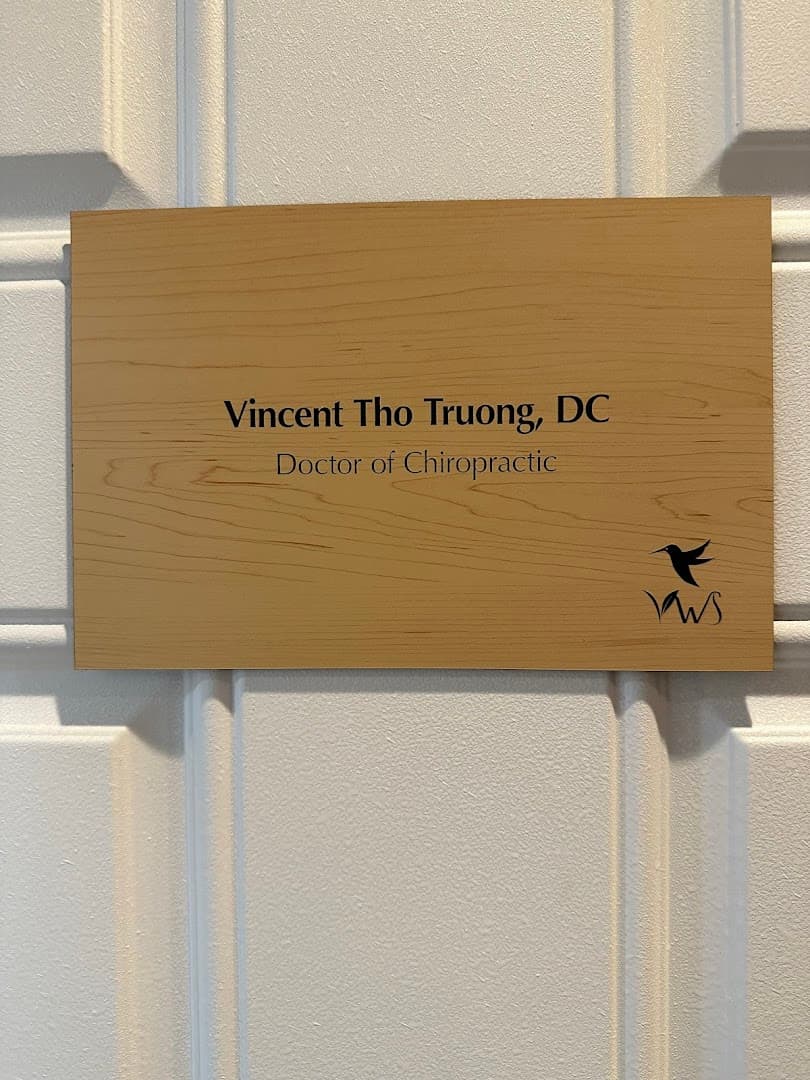 Vincent Tho Truong, DC
Doctor of Chiropractic
VWS